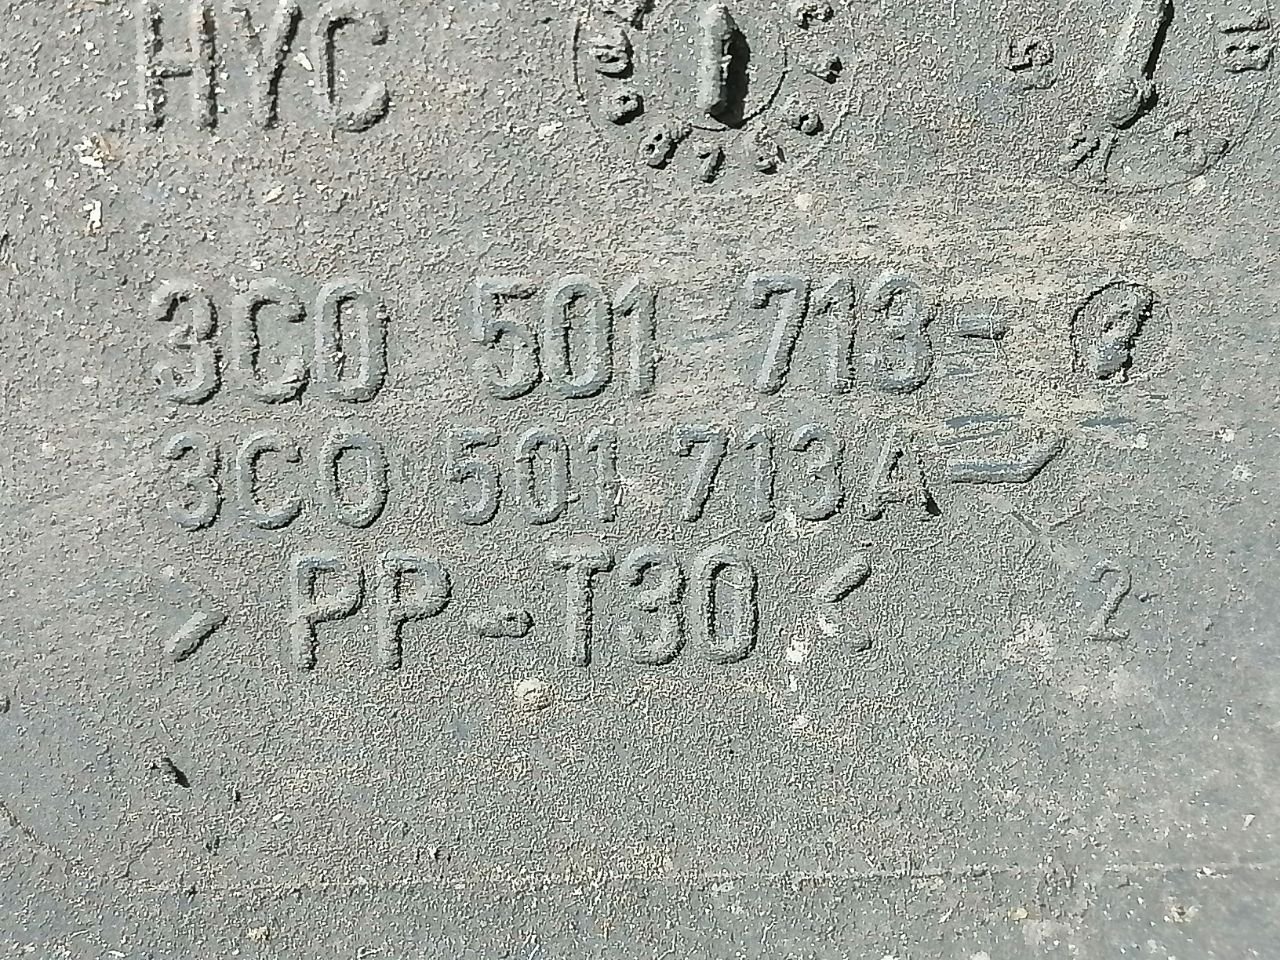 HYC
3C0 501 713-
3C0 501 713A
> PP-T30 < 2